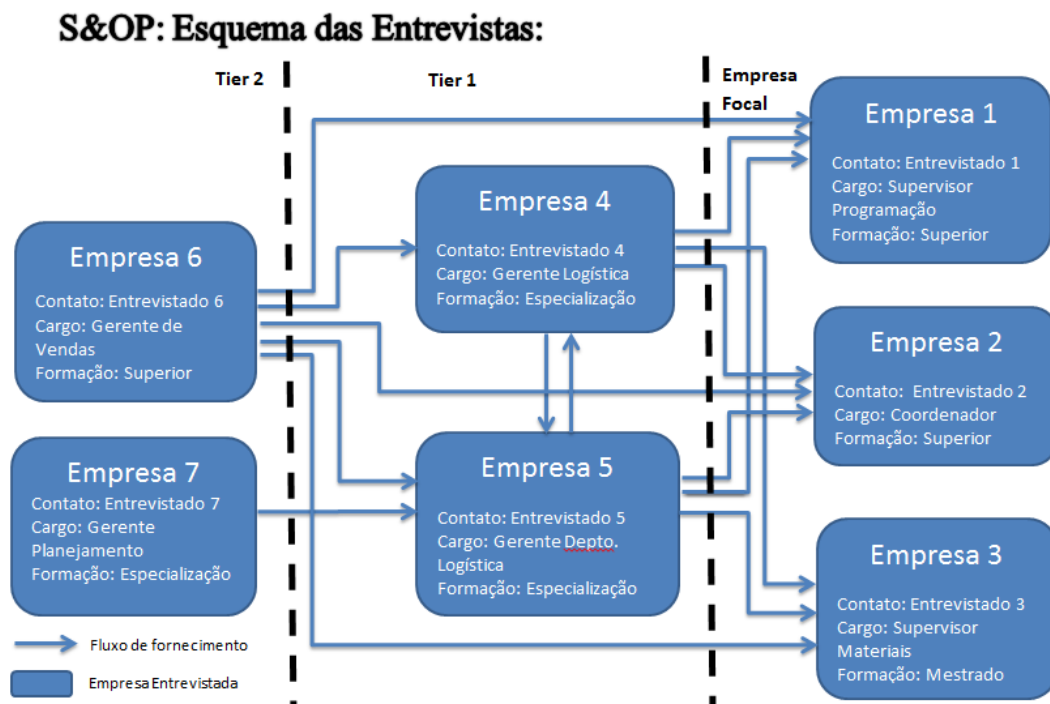 S&OP: Esquema das Entrevistas:
Tier 2
Tier 1
Empresa
Focal
Empresa 1
Contato: Entrevistado 1
Cargo: Supervisor
Programação
Formação: Superior
Empresa 4
Contato: Entrevistado 4
Cargo: Gerente Logística
Formação: Especialização
Empresa 6
Contato: Entrevistado 6
Cargo: Gerente de
Vendas
Formação: Superior
Empresa 2
Contato: Entrevistado 2
Cargo: Coordenador
Formação: Superior
Empresa 7
Contato: Entrevistado 7
Cargo: Gerente
Planejamento
Formação: Especialização
Empresa 5
Contato: Entrevistado 5
Cargo: Gerente Depto.
Logística
Formação: Especialização
Empresa 3
Contato: Entrevistado 3
Cargo: Supervisor
Materiais
Formação: Mestrado
Fluxo de fornecimento
Empresa Entrevistada